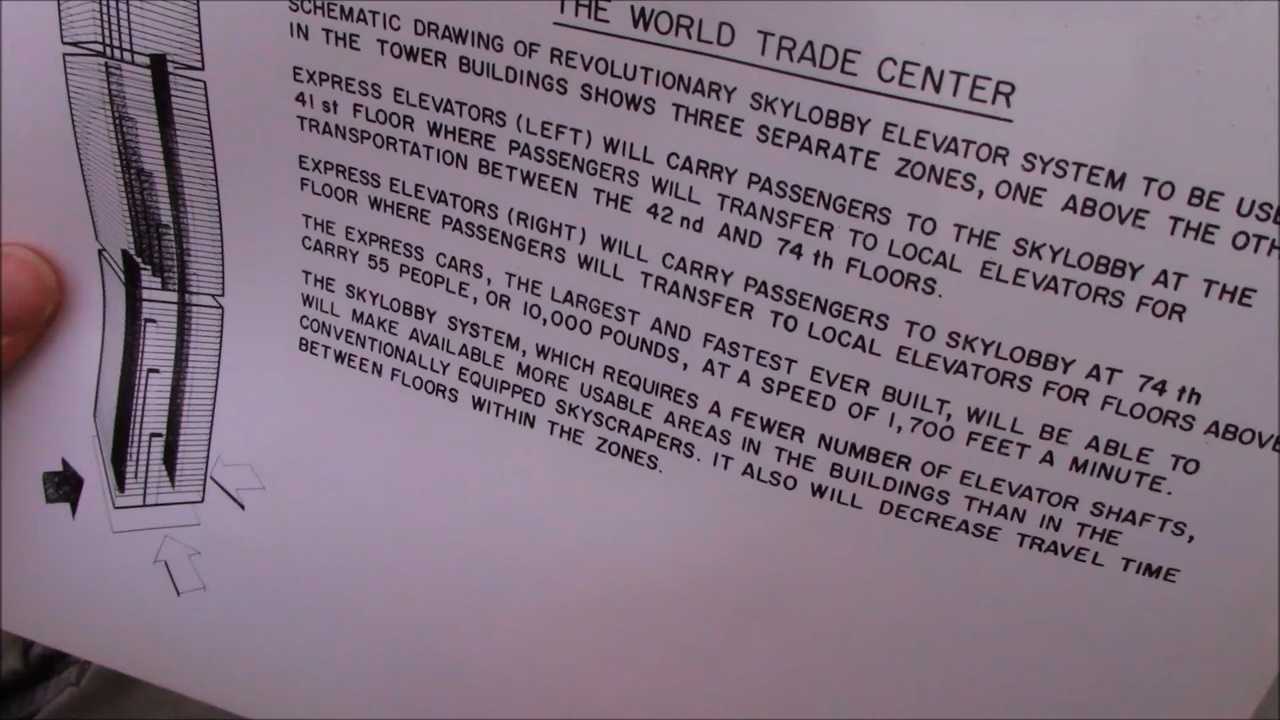 THE WORLD TRADE CENTER
SCHEMATIC DRAWING OF REVOLUTIONARY SKYLOBBY ELEVATOR SYSTEM TO BE
IN THE TOWER BUILDINGS SHOWS THREE SEPARATE ZONES, ONE ABOVE THE
EXPRESS ELEVATORS (LEFT) WILL CARRY PASSENGERS TO THE SKYLOBBY AT THE
41 st FLOOR WHERE PASSENGERS WILL TRANSFER TO LOCAL ELEVATORS FOR
TRANSPORTATION BETWEEN THE 42 nd AND 74 th FLOORS.
EXPRESS ELEVATORS (RIGHT) WILL CARRY PASSENGERS TO SKYLOBBY AT 74 th
FLOOR WHERE PASSENGERS WILL TRANSFER TO LOCAL ELEVATORS FOR FLOORS ABOVE
THE EXPRESS CARS, THE LARGEST AND FASTEST EVER BUILT, WILL BE ABLE TO
CARRY 55 PEOPLE, OR 10,000 POUNDS, AT A SPEED OF 1,700 FEET A MINUTE.
THE SKYLOBBY SYSTEM, WHICH REQUIRES A FEWER NUMBER OF ELEVATOR SHAFTS,
WILL MAKE AVAILABLE MORE USABLE AREAS IN THE BUILDINGS THAN IN THE
CONVENTIONALLY EQUIPPED SKYSCRAPERS. IT ALSO WILL DECREASE TRAVEL TIME
BETWEEN FLOORS WITHIN THE ZONES.